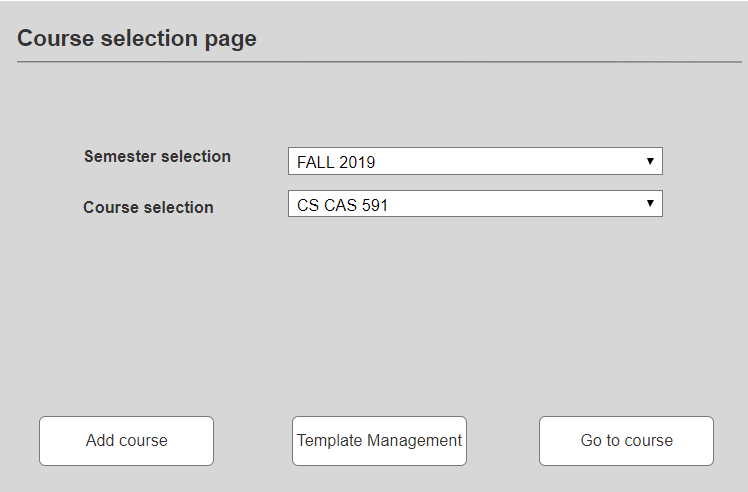 Course selection page
Semester selection
FALL 2019
Course selection
CS CAS 591
Add course
Template Management
Go to course